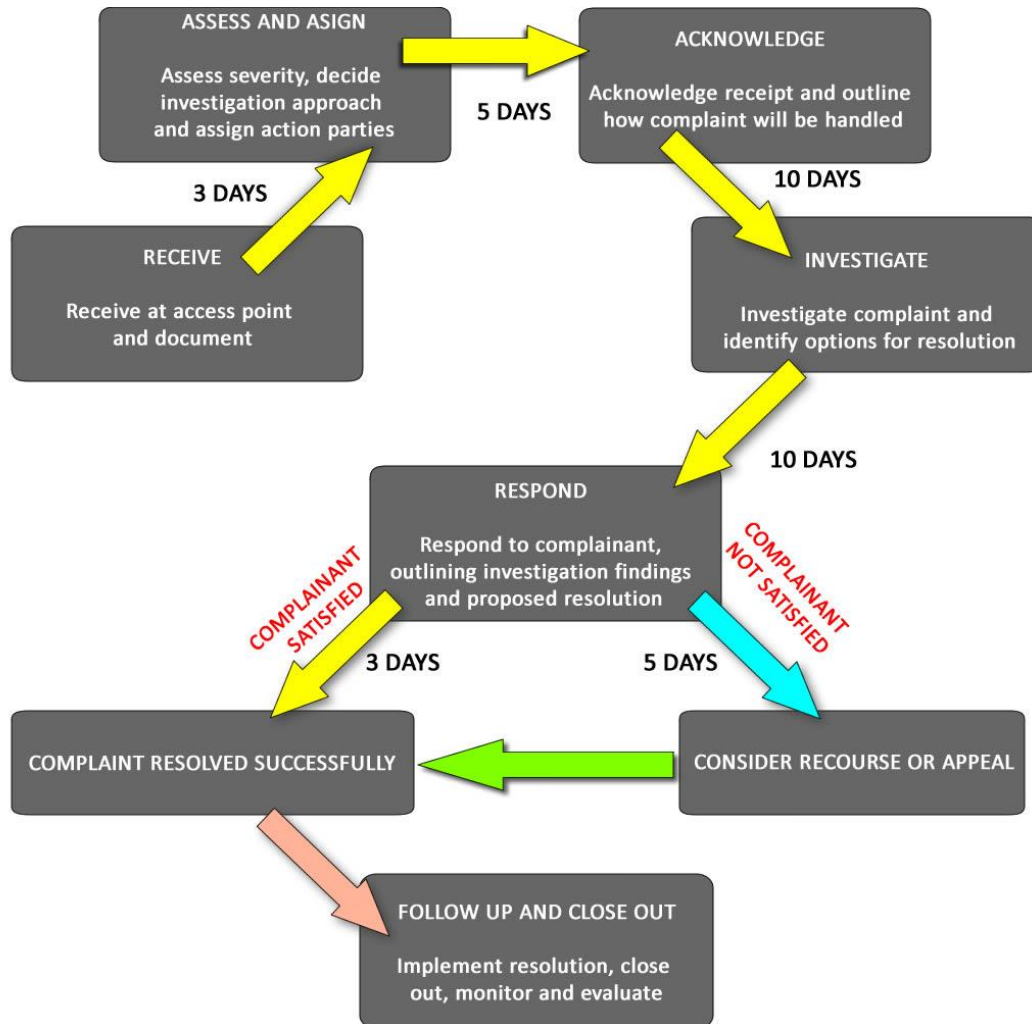 ASSESS AND ASIGN
Assess severity, decide
investigation approach
and assign action parties
5 DAYS
ACKNOWLEDGE
Acknowledge receipt and outline
how complaint will be handled
3 DAYS
10 DAYS
RECEIVE
Receive at access point
and document
INVESTIGATE
Investigate complaint and
identify options for resolution
10 DAYS
RESPOND
Respond to complainant,
outlining investigation findings
and proposed resolution
COMPLAINANT
SATISFIED
3 DAYS
COMPLAINANT
NOT SATISFIED
5 DAYS
COMPLAINT RESOLVED SUCCESSFULLY
CONSIDER RECOURSE OR APPEAL
FOLLOW UP AND CLOSE OUT
Implement resolution, close
out, monitor and evaluate